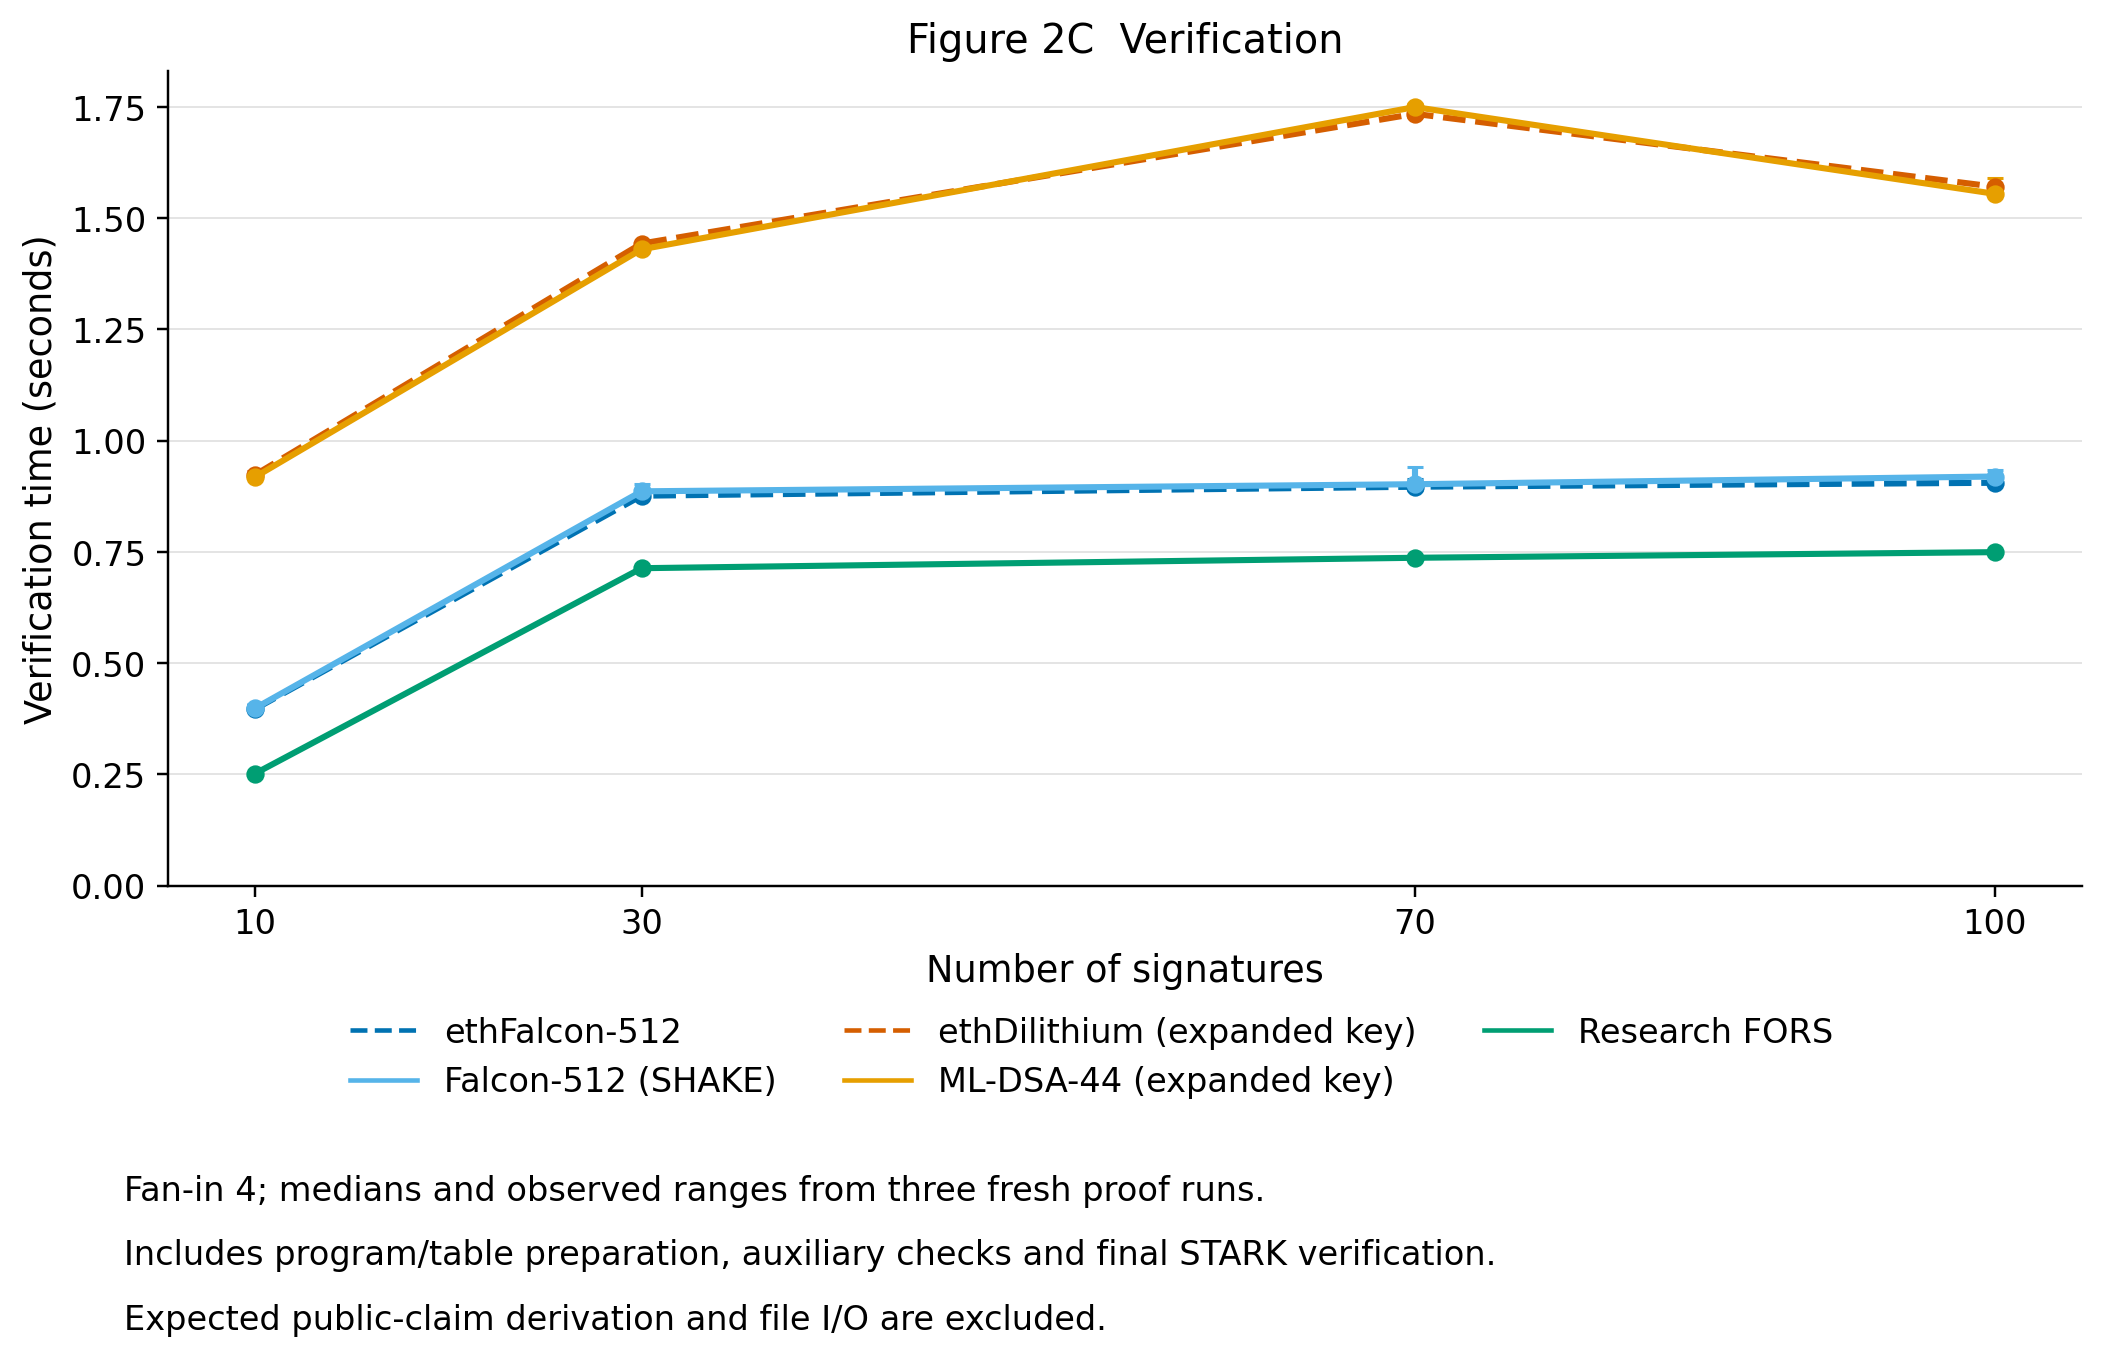 Figure 2C  Verification
Verification time (seconds)
1.75
1.50
1.25
1.00
0.75
0.50
0.25
0.00
10 30 70 100
Number of signatures
ethFalcon-512
Falcon-512 (SHAKE)
ethDilithium (expanded key)
ML-DSA-44 (expanded key)
Research FORS
Fan-in 4; medians and observed ranges from three fresh proof runs.
Includes program/table preparation, auxiliary checks and final STARK verification.
Expected public-claim derivation and file I/O are excluded.